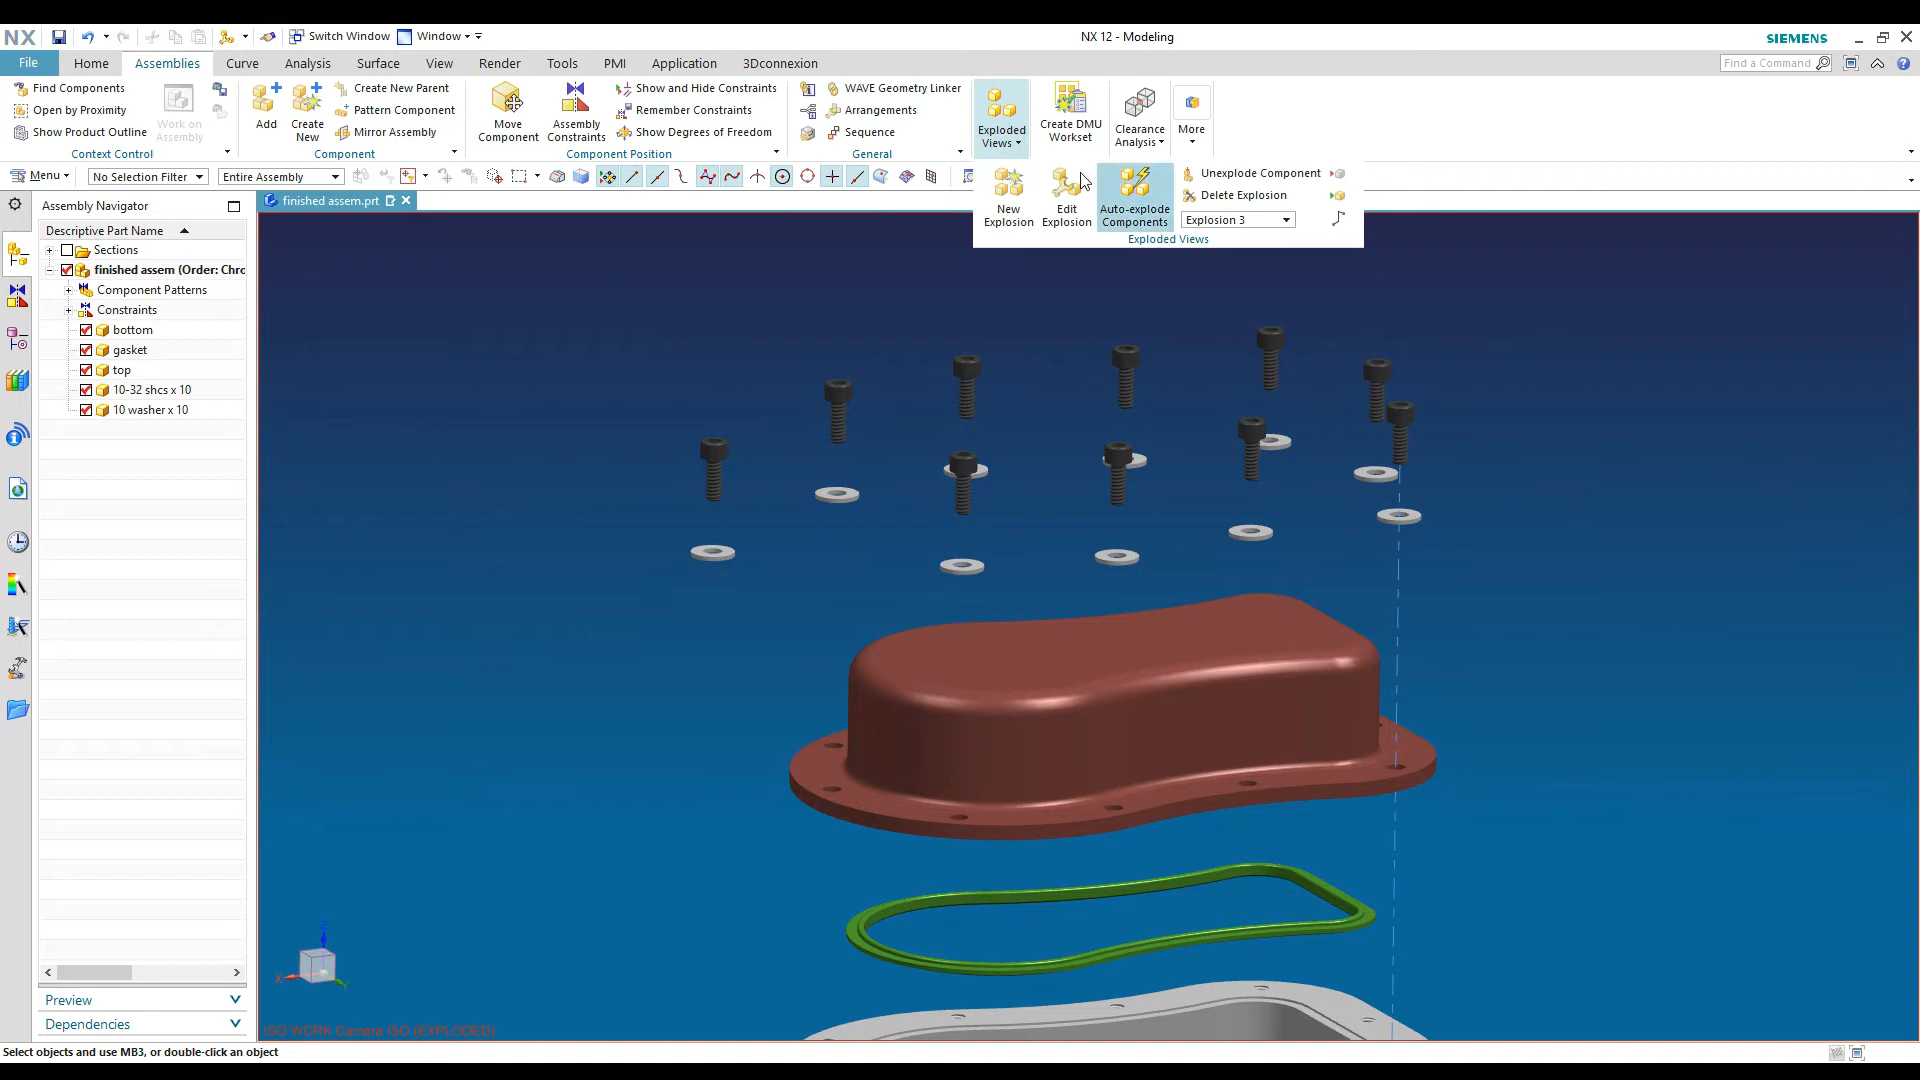 NX
Switch Window
Window
NX 12 - Modeling
SIEMENS
File
Home
Assemblies
Curve
Analysis
Surface
View
Render
Tools
PMI
Application
3Dconnexion
Find a Command
Find Components
Open by Proximity
Show Product Outline
Work on
Assembly
Context Control
Add
Create
New
Create New Parent
Pattern Component
Mirror Assembly
Component
Move
Component
Assembly
Constraints
Show and Hide Constraints
Remember Constraints
Show Degrees of Freedom
Component Position
WAVE Geometry Linker
Arrangements
Sequence
General
Exploded
Views
Create DMU
Workset
Clearance
Analysis
More
Menu
No Selection Filter
Entire Assembly
New
Explosion
Edit
Explosion
Auto-explode
Components
Unexplode Component
Delete Explosion
Explosion 3
Exploded Views
Assembly Navigator
finished assem.prt
Descriptive Part Name
Sections
finished assem (Order: Chro
Component Patterns
Constraints
bottom
gasket
top
10-32 shcs x 10
10 washer x 10
Z
X
Y
Preview
Dependencies
ISO WORK Camera ISO (EXPLODED)
Select objects and use MB3, or double-click an object